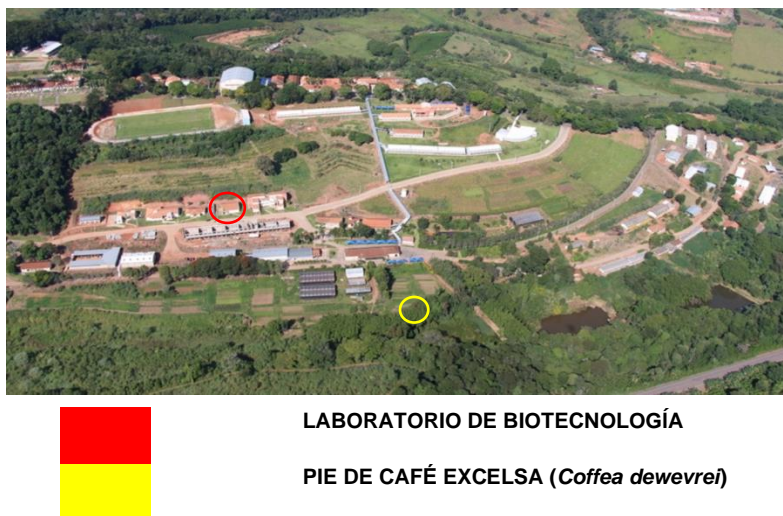 LABORATORIO DE BIOTECNOLOGÍA
PIE DE CAFÉ EXCELSA (Coffea dewevrei)